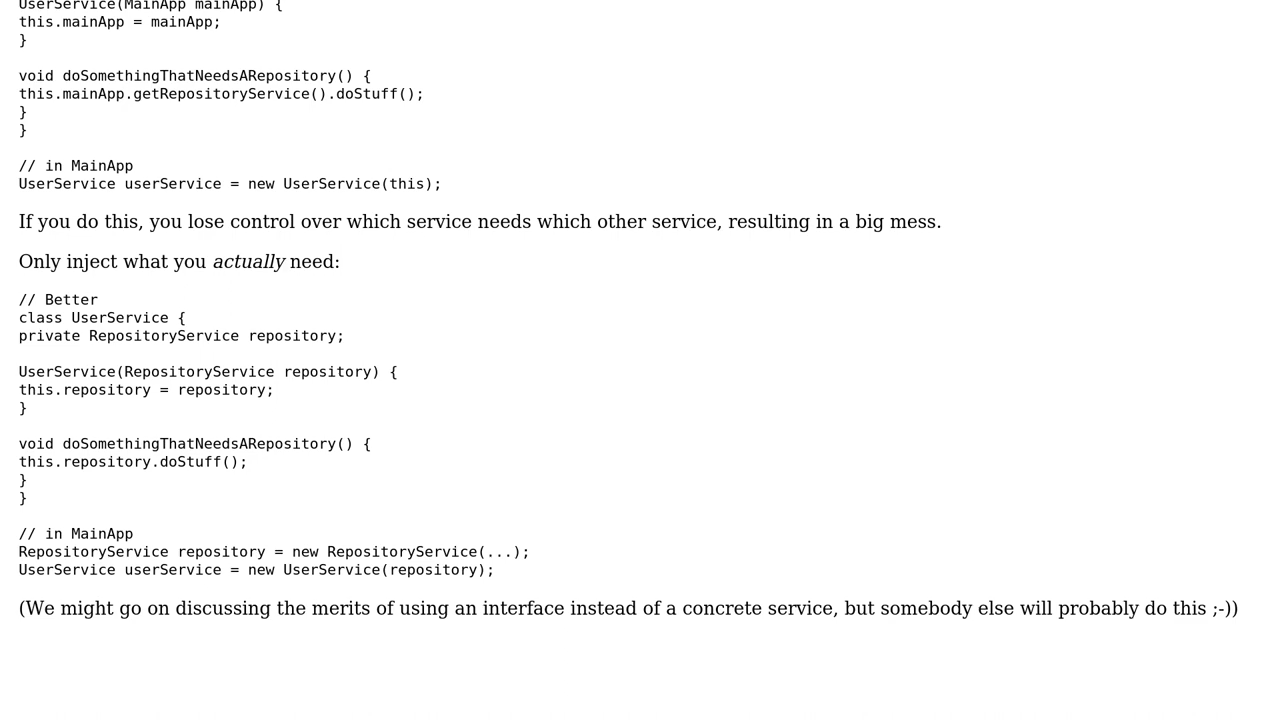 UserService(MainApp mainApp) {
this.mainApp = mainApp;
}
void doSomethingThatNeedsARepository() {
this.mainApp.getRepositoryService().doStuff();
}
}
// in MainApp
UserService userService = new UserService(this);
If you do this, you lose control over which service needs which other service, resulting in a big mess.
Only inject what you actually need:
// Better
class UserService {
private RepositoryService repository;
UserService(RepositoryService repository) {
this.repository = repository;
}
void doSomethingThatNeedsARepository() {
this.repository.doStuff();
}
}
// in MainApp
RepositoryService repository = new RepositoryService(...);
UserService userService = new UserService(repository);
(We might go on discussing the merits of using an interface instead of a concrete service, but somebody else will probably do this ;-))